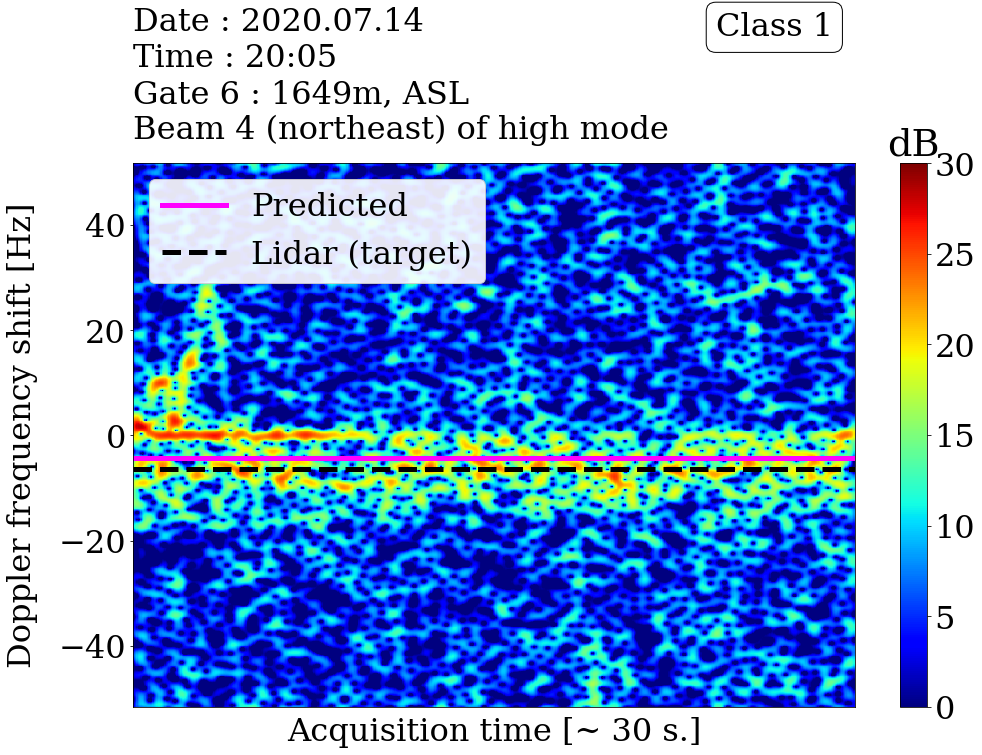 Date : 2020.07.14
Time : 20:05
Gate 6 : 1649m, ASL
Beam 4 (northeast) of high mode
Class 1
dB
Predicted
Lidar (target)
Doppler frequency shift [Hz]
40
20
0
−20
−40
Acquisition time [~ 30 s.]
30
25
20
15
10
5
0